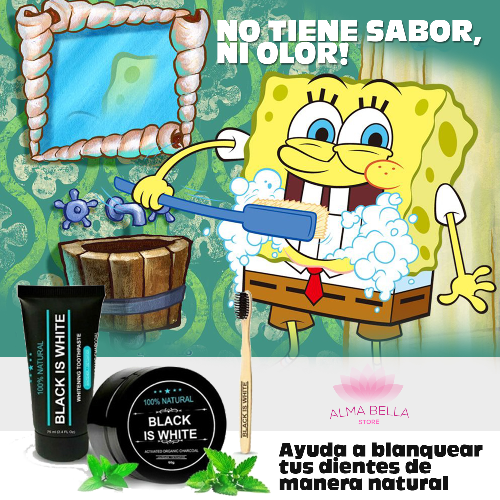 NO TIENE SABOR,
NI OLOR!
100% NATURAL
BLACK IS WHITE
WHITENING TOOTHPASTE
100% NATURAL
BLACK
IS WHITE
ACTIVATED ORGANIC CHARCOAL
BLACK IS WHITE
ALMA BELLA
STORE
Ayuda a blanquear
tus dientes de
manera natural